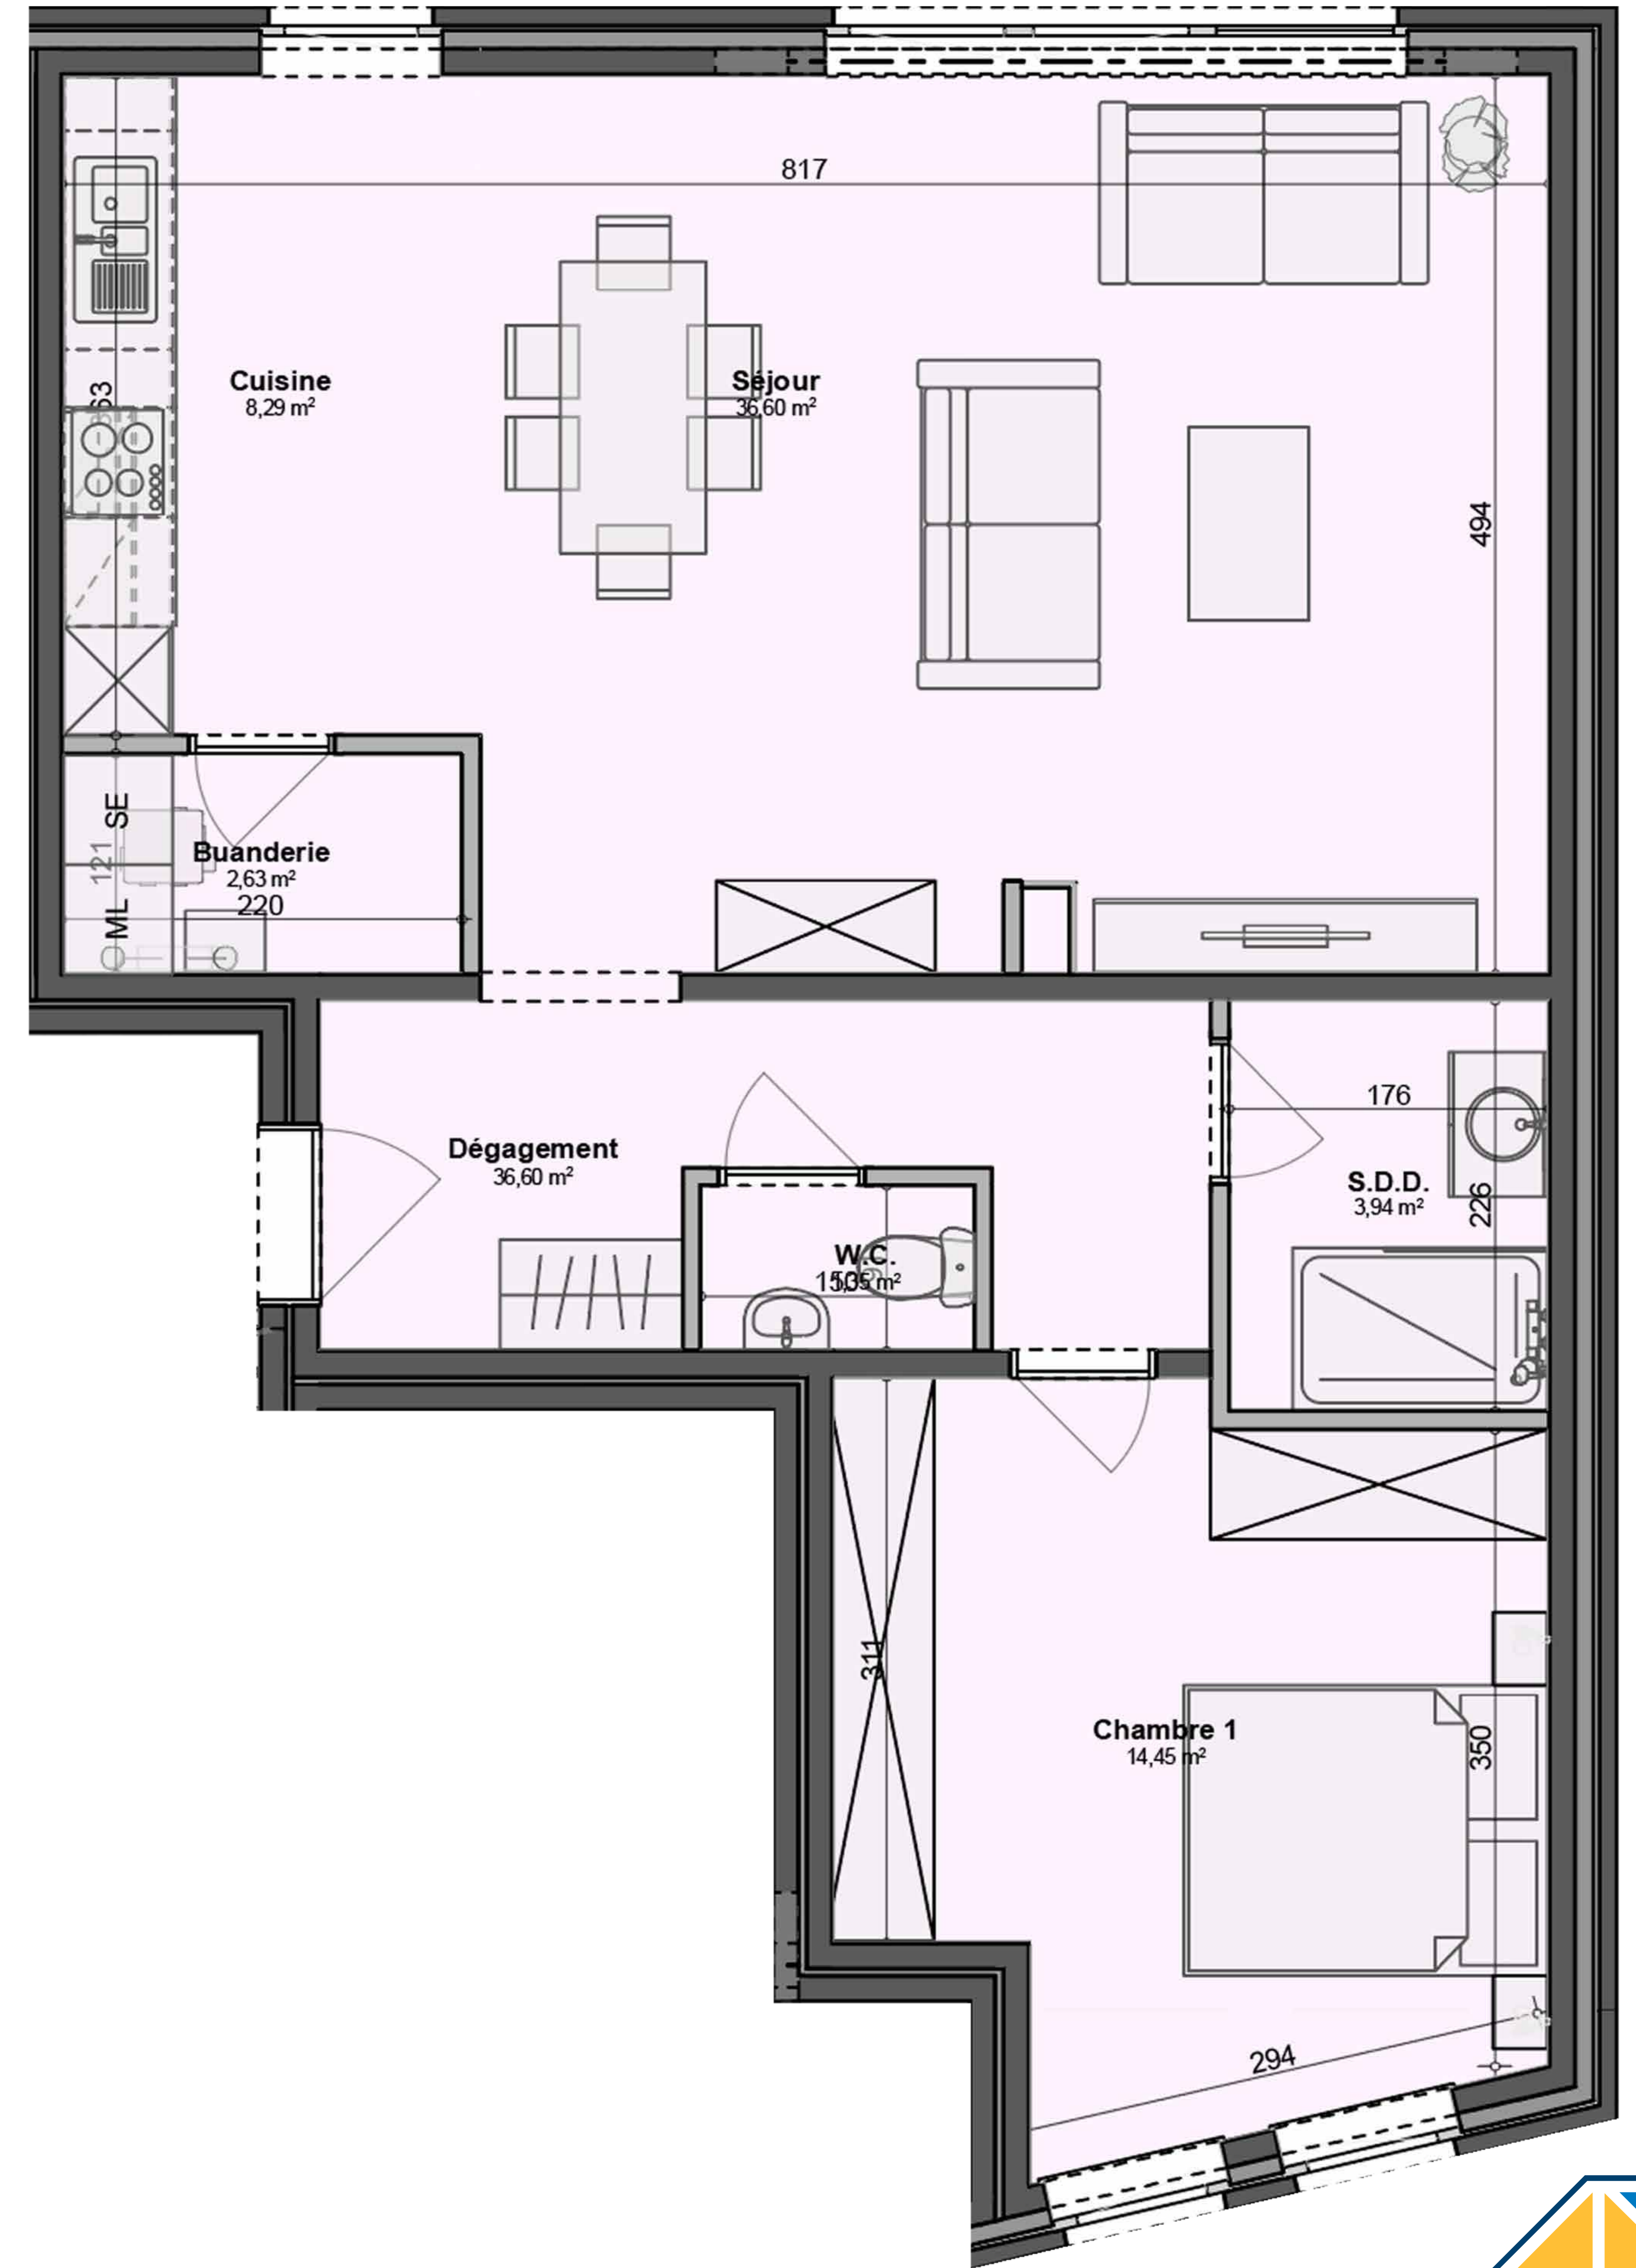 817
Cuisine
8,29 m²
63
Séjour
36,60 m²
494
SE
121
ML
Buanderie
2,63 m²
220
Dégagement
36,60 m²
176
S.D.D.
3,94 m²
226
W.C.
311
Chambre 1
14,45 m²
350
294